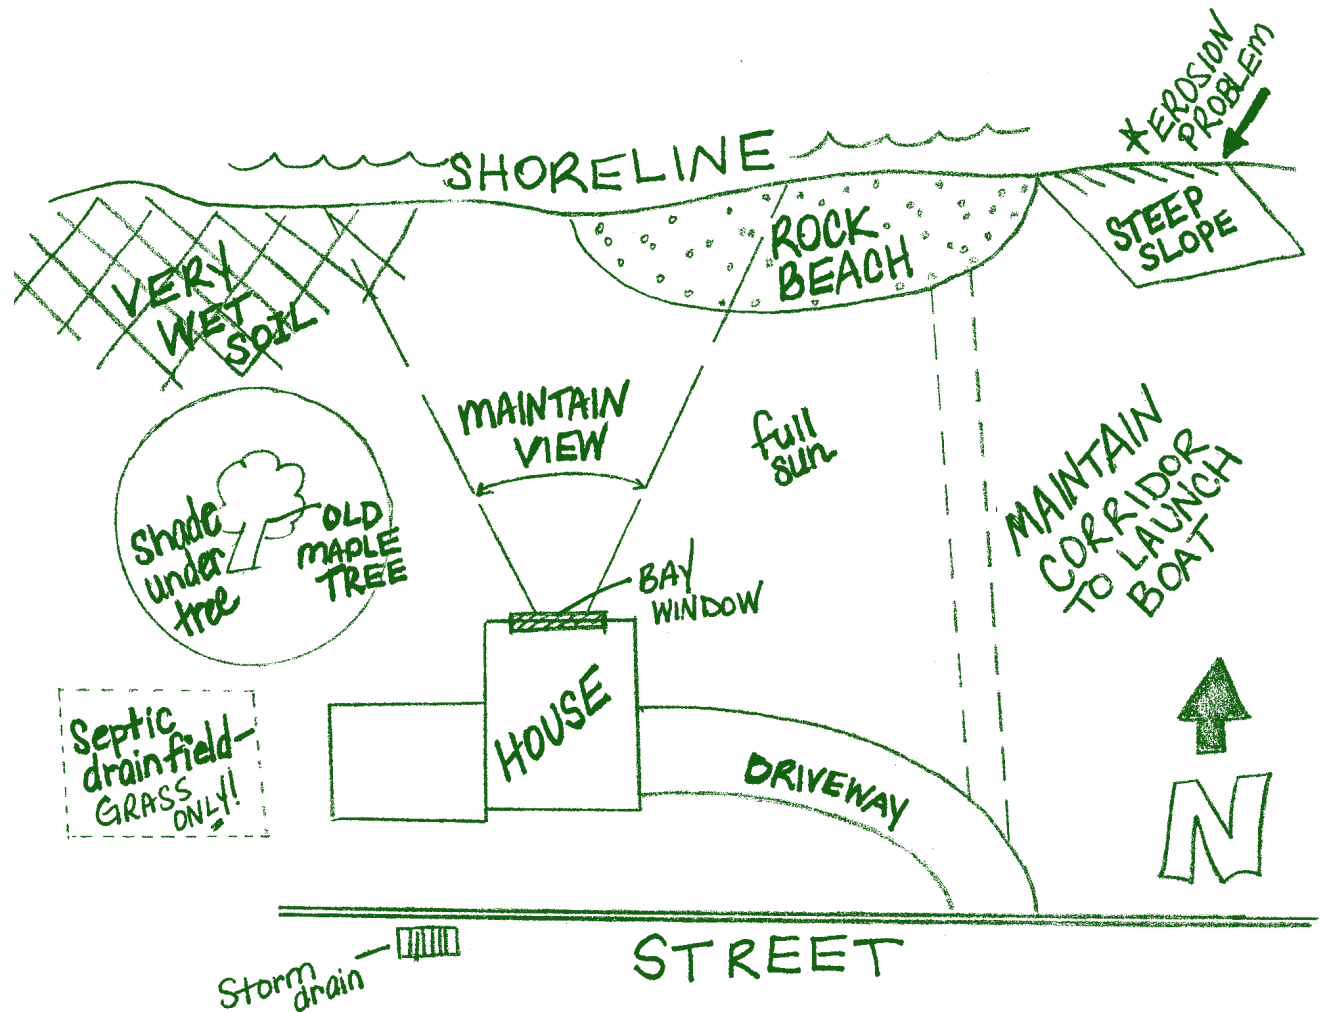 * EROSION
PROBLEM
SHORELINE
ROCK
BEACH
STEEP
SLOPE
VERY
WET
SOIL
MAINTAIN
VIEW
full
sun
MAINTAIN
CORRIDOR
TO LAUNCH
BOAT
Shade
under
tree
OLD
MAPLE
TREE
BAY
WINDOW
HOUSE
Septic
drainfield-
GRASS
ONLY!
DRIVEWAY
N
STREET
Storm
drain